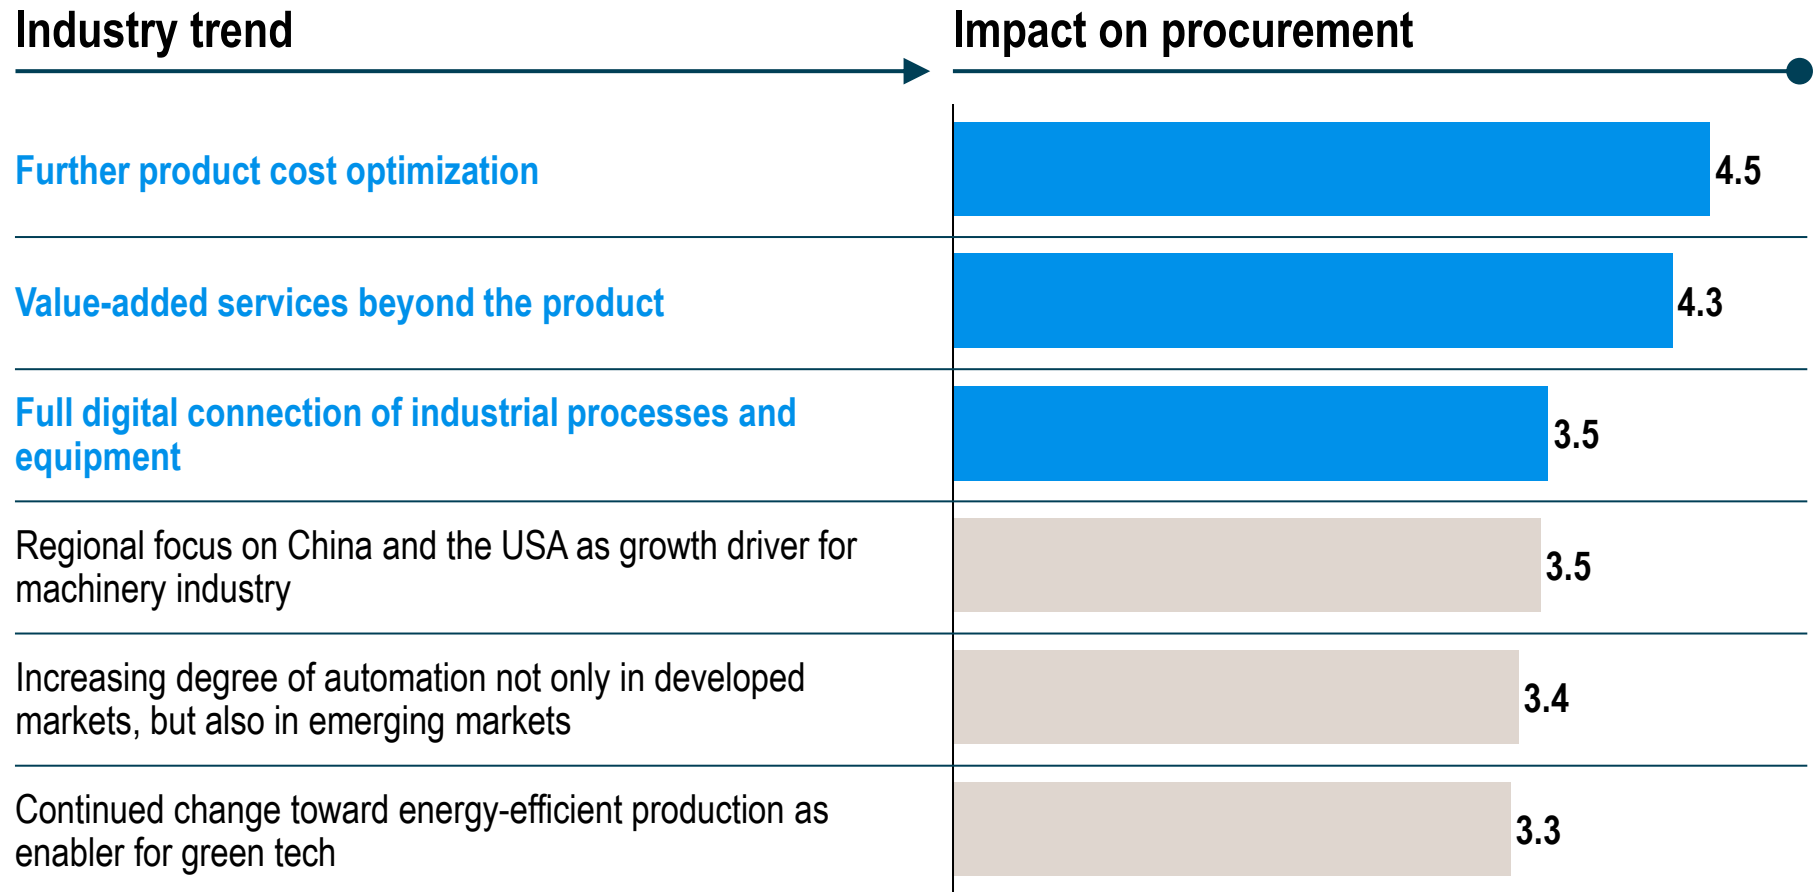 Industry trend
Impact on procurement
Further product cost optimization
4.5
Value-added services beyond the product
4.3
Full digital connection of industrial processes and
equipment
3.5
Regional focus on China and the USA as growth driver for
machinery industry
3.5
Increasing degree of automation not only in developed
markets, but also in emerging markets
3.4
Continued change toward energy-efficient production as
enabler for green tech
3.3